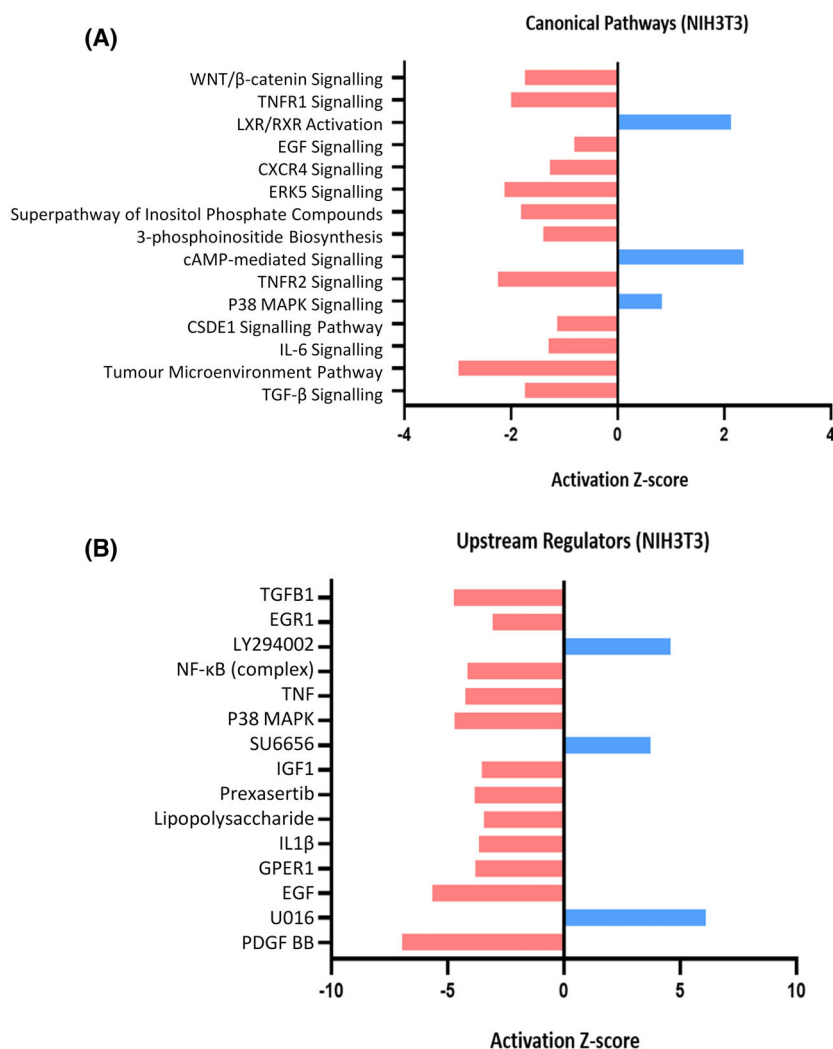 (A)
Canonical Pathways (NIH3T3)
WNT/β-catenin Signalling
TNFR1 Signalling
LXR/RXR Activation
EGF Signalling
CXCR4 Signalling
ERK5 Signalling
Superpathway of Inositol Phosphate Compounds
3-phosphoinositide Biosynthesis
cAMP-mediated Signalling
TNFR2 Signalling
P38 MAPK Signalling
CSDE1 Signalling Pathway
IL-6 Signalling
Tumour Microenvironment Pathway
TGF-β Signalling
-4 -2 0 2 4
Activation Z-score
(B)
Upstream Regulators (NIH3T3)
TGFB1
EGR1
LY294002
NF-κB (complex)
TNF
P38 MAPK
SU6656
IGF1
Prexasertib
Lipopolysaccharide
IL1β
GPER1
EGF
U016
PDGF BB
-10 -5 0 5 10
Activation Z-score